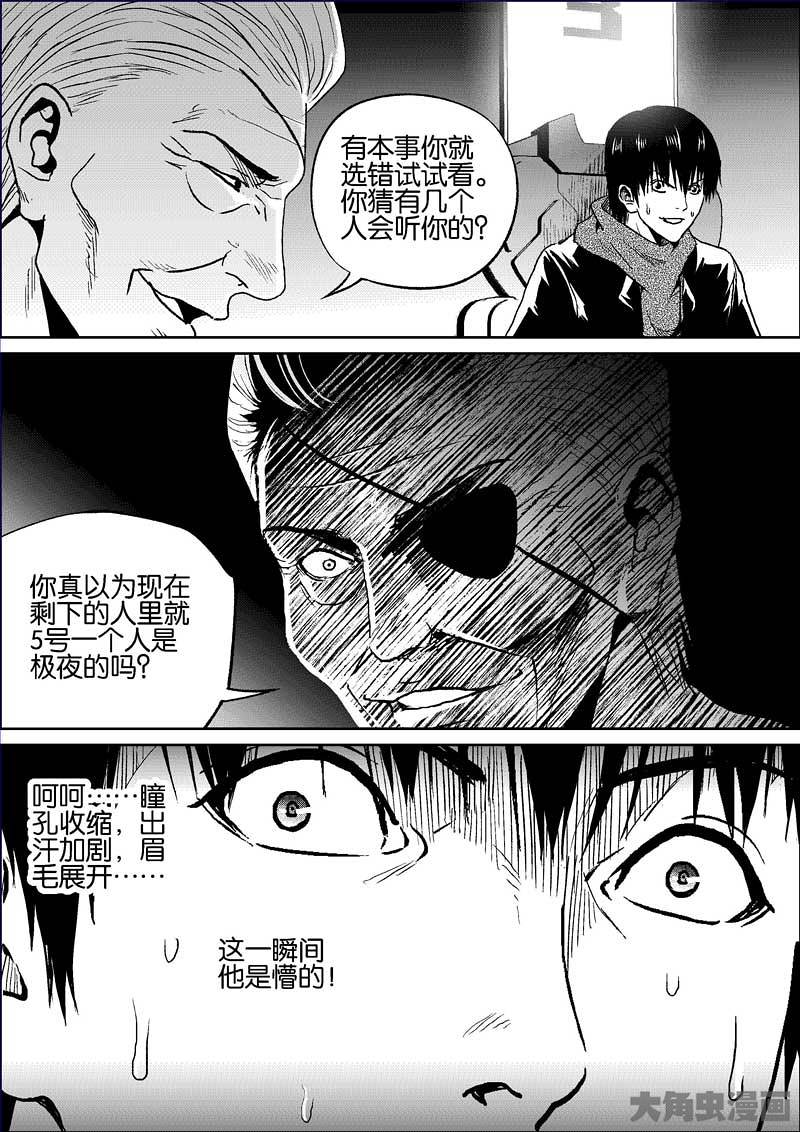 有本事你就
选错试试看。
你猜有几个
人会听你的？
你真以为现在
剩下的人里就
5号一个人是
极夜的吗？
呵呵……瞳
孔收缩，出
汗加剧，眉
毛展开……
这一瞬间
他是懵的！
大角虫漫画